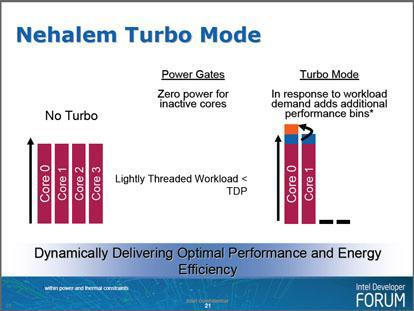 Nehalem Turbo Mode
Power Gates
Zero power for
inactive cores
Turbo Mode
In response to workload
demand adds additional
performance bins*
No Turbo
Core 0
Core 1
Core 2
Core 3
Lightly Threaded Workload <
TDP
Core 0
Core 1
Dynamically Delivering Optimal Performance and Energy
Efficiency
within power and thermal constraints
Intel Confidential
21
Intel Developer
FORUM